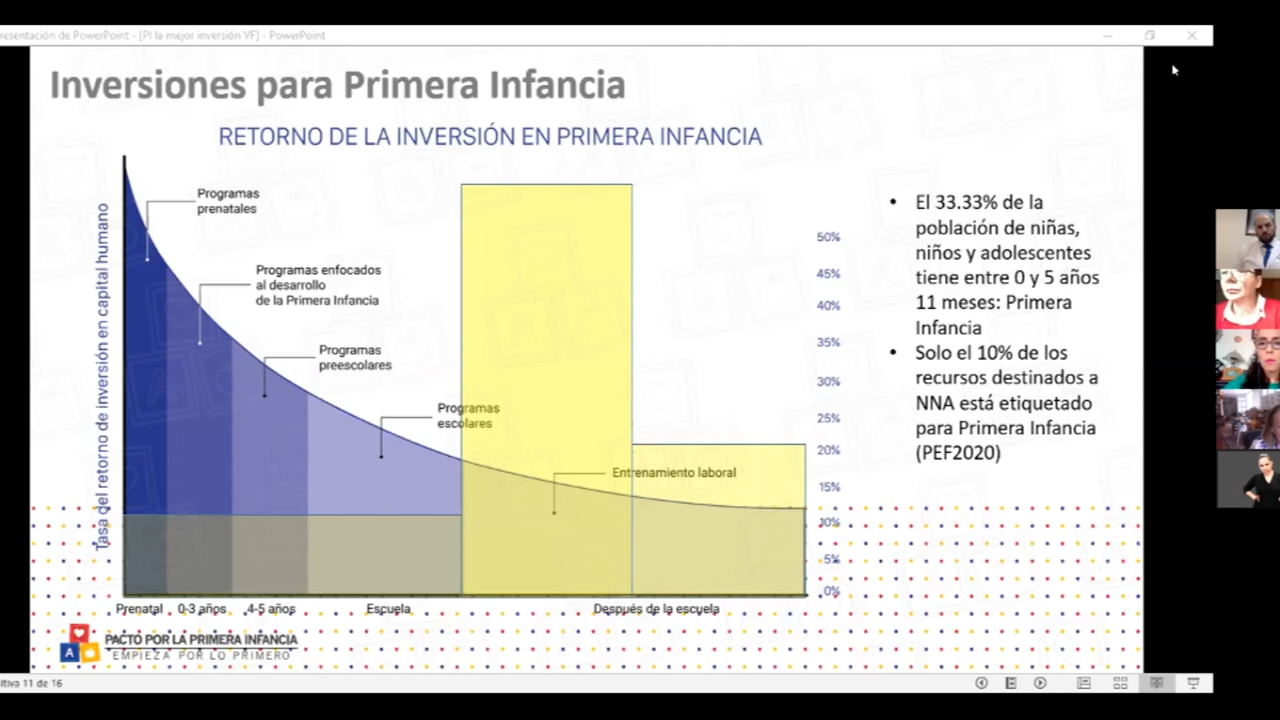 resentación de PowerPoint - [PI la mejor inversión VF] - PowerPoint
Inversiones para Primera Infancia
RETORNO DE LA INVERSIÓN EN PRIMERA INFANCIA
Tasa del retorno de inversión en capital humano
Programas
prenatales
Programas enfocados
al desarrollo
de la Primera Infancia
Programas
preescolares
Programas
escolares
Entrenamiento laboral
50%
45%
40%
35%
30%
25%
20%
15%
10%
5%
0%
Prenatal 0-3 años 4-5 años Escuela Después de la escuela
• El 33.33% de la
población de niñas,
niños y adolescentes
tiene entre 0 y 5 años
11 meses: Primera
Infancia
• Solo el 10% de los
recursos destinados a
NNA está etiquetado
para Primera Infancia
(PEF2020)
A
PACTO POR LA PRIMERA INFANCIA
EMPIEZA POR LO PRIMERO
itiva 11 de 16